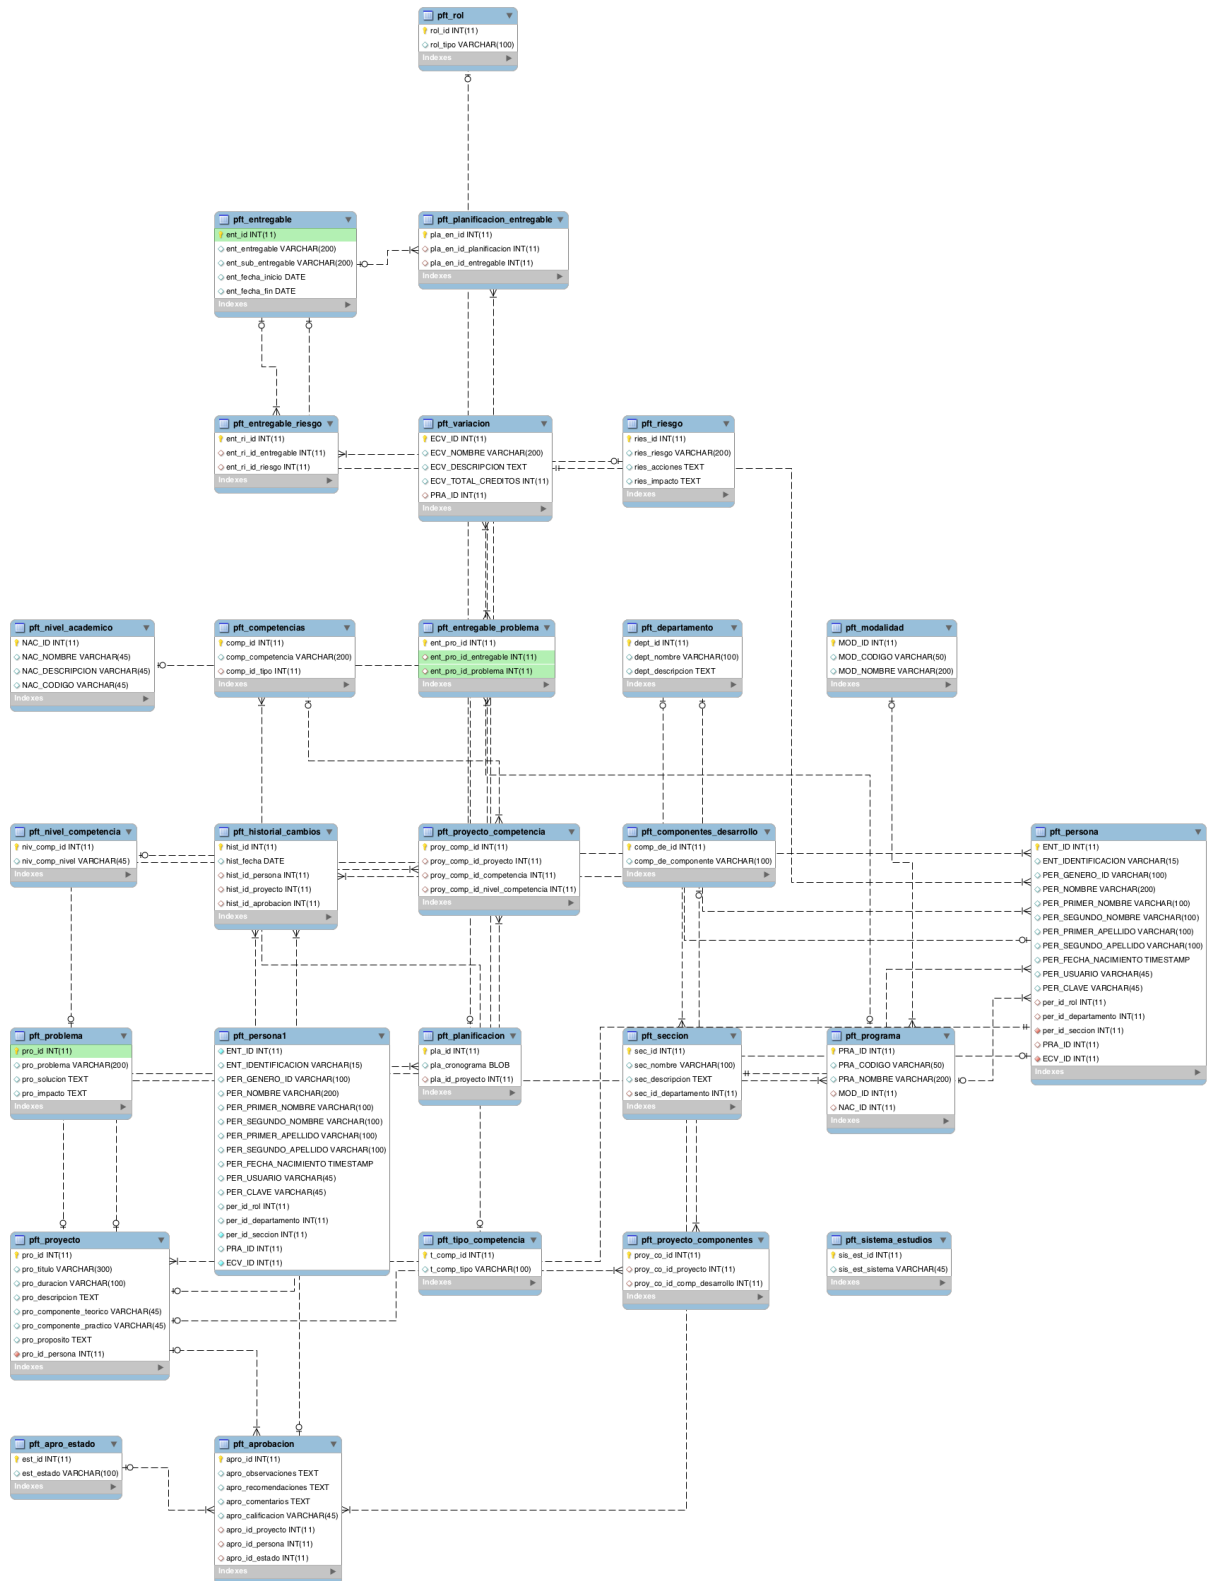 pft_rol
rol_id INT(11)
rol_tipo VARCHAR(100)
Indexes
pft_entregable
ent_id INT(11)
ent_entregable VARCHAR(200)
ent_sub_entregable VARCHAR(200)
ent_fecha_inicio DATE
ent_fecha_fin DATE
Indexes
pft_planificacion_entregable
pla_en_id INT(11)
pla_en_id_planificacion INT(11)
pla_en_id_entregable INT(11)
Indexes
pft_entregable_riesgo
ent_ri_id INT(11)
ent_ri_id_entregable INT(11)
ent_ri_id_riesgo INT(11)
Indexes
pft_variacion
ECV_ID INT(11)
ECV_NOMBRE VARCHAR(200)
ECV_DESCRIPCION TEXT
ECV_TOTAL_CREDITOS INT(11)
PRA_ID INT(11)
Indexes
pft_riesgo
ries_id INT(11)
ries_riesgo VARCHAR(200)
ries_acciones TEXT
ries_impacto TEXT
Indexes
pft_nivel_academico
NAC_ID INT(11)
NAC_NOMBRE VARCHAR(45)
NAC_DESCRIPCION VARCHAR(45)
NAC_CODIGO VARCHAR(45)
Indexes
pft_competencias
comp_id INT(11)
comp_competencia VARCHAR(200)
comp_id_tipo INT(11)
Indexes
pft_entregable_problema
ent_pro_id INT(11)
ent_pro_id_entregable INT(11)
ent_pro_id_problema INT(11)
Indexes
pft_departamento
dept_id INT(11)
dept_nombre VARCHAR(100)
dept_descripcion TEXT
Indexes
pft_modalidad
MOD_ID INT(11)
MOD_CODIGO VARCHAR(50)
MOD_NOMBRE VARCHAR(200)
Indexes
pft_nivel_competencia
niv_comp_id INT(11)
niv_comp_nivel VARCHAR(45)
Indexes
pft_historial_cambios
hist_id INT(11)
hist_fecha DATE
hist_id_persona INT(11)
hist_id_proyecto INT(11)
hist_id_aprobacion INT(11)
Indexes
pft_proyecto_competencia
proy_comp_id INT(11)
proy_comp_id_proyecto INT(11)
proy_comp_id_competencia INT(11)
proy_comp_id_nivel_competencia INT(11)
Indexes
pft_componentes_desarrollo
comp_de_id INT(11)
comp_de_componente VARCHAR(100)
Indexes
pft_persona
ENT_ID INT(11)
ENT_IDENTIFICACION VARCHAR(15)
PER_GENERO_ID VARCHAR(100)
PER_NOMBRE VARCHAR(200)
PER_PRIMER_NOMBRE VARCHAR(100)
PER_SEGUNDO_NOMBRE VARCHAR(100)
PER_PRIMER_APELLIDO VARCHAR(100)
PER_SEGUNDO_APELLIDO VARCHAR(100)
PER_FECHA_NACIMIENTO TIMESTAMP
PER_USUARIO VARCHAR(45)
PER_CLAVE VARCHAR(45)
per_id_rol INT(11)
per_id_departamento INT(11)
per_id_seccion INT(11)
PRA_ID INT(11)
ECV_ID INT(11)
Indexes
pft_problema
pro_id INT(11)
pro_problema VARCHAR(200)
pro_solucion TEXT
pro_impacto TEXT
Indexes
pft_persona1
ENT_ID INT(11)
ENT_IDENTIFICACION VARCHAR(15)
PER_GENERO_ID VARCHAR(100)
PER_NOMBRE VARCHAR(200)
PER_PRIMER_NOMBRE VARCHAR(100)
PER_SEGUNDO_NOMBRE VARCHAR(100)
PER_PRIMER_APELLIDO VARCHAR(100)
PER_SEGUNDO_APELLIDO VARCHAR(100)
PER_FECHA_NACIMIENTO TIMESTAMP
PER_USUARIO VARCHAR(45)
PER_CLAVE VARCHAR(45)
per_id_rol INT(11)
per_id_departamento INT(11)
per_id_seccion INT(11)
PRA_ID INT(11)
ECV_ID INT(11)
pft_planificacion
pla_id INT(11)
pla_cronograma BLOB
pla_id_proyecto INT(11)
Indexes
pft_seccion
sec_id INT(11)
sec_nombre VARCHAR(100)
sec_descripcion TEXT
sec_id_departamento INT(11)
Indexes
pft_programa
PRA_ID INT(11)
PRA_CODIGO VARCHAR(50)
PRA_NOMBRE VARCHAR(200)
MOD_ID INT(11)
NAC_ID INT(11)
Indexes
pft_proyecto
pro_id INT(11)
pro_titulo VARCHAR(300)
pro_duracion VARCHAR(100)
pro_descripcion TEXT
pro_componente_teorico VARCHAR(45)
pro_componente_practico VARCHAR(45)
pro_proposito TEXT
pro_id_persona INT(11)
Indexes
pft_tipo_competencia
t_comp_id INT(11)
t_comp_tipo VARCHAR(100)
Indexes
pft_proyecto_componentes
proy_co_id INT(11)
proy_co_id_proyecto INT(11)
proy_co_id_comp_desarrollo INT(11)
Indexes
pft_sistema_estudios
sis_est_id INT(11)
sis_est_sistema VARCHAR(45)
Indexes
pft_apro_estado
est_id INT(11)
est_estado VARCHAR(100)
Indexes
pft_aprobacion
apro_id INT(11)
apro_observaciones TEXT
apro_recomendaciones TEXT
apro_comentarios TEXT
apro_calificacion VARCHAR(45)
apro_id_proyecto INT(11)
apro_id_persona INT(11)
apro_id_estado INT(11)
Indexes